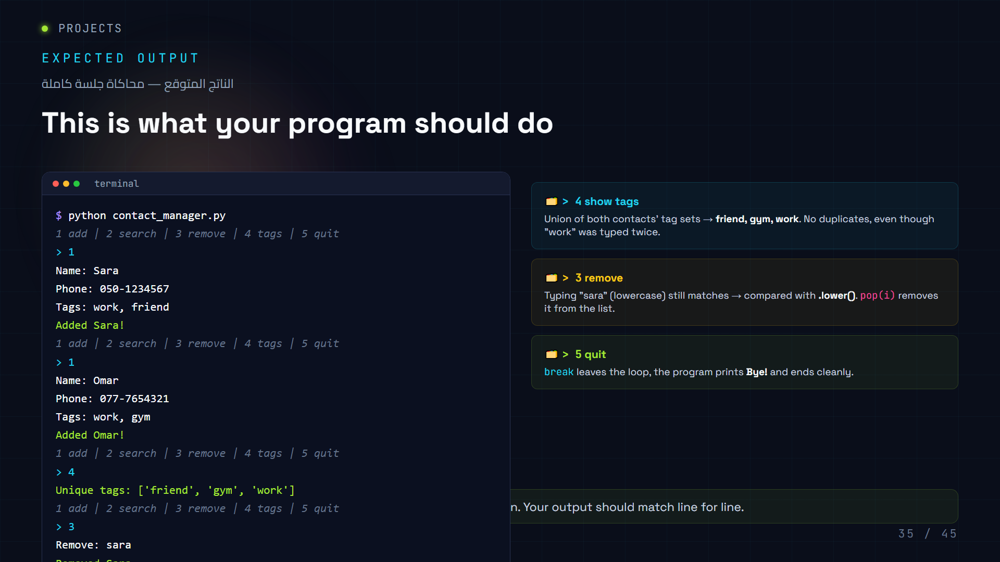 PROJECTS
EXPECTED OUTPUT
الناتج المتوقع — محاكاة جلسة كاملة
This is what your program should do
terminal
$ python contact_manager.py
1 add | 2 search | 3 remove | 4 tags | 5 quit
> 1
Name: Sara
Phone: 050-1234567
Tags: work, friend
Added Sara!
1 add | 2 search | 3 remove | 4 tags | 5 quit
> 1
Name: Omar
Phone: 077-7654321
Tags: work, gym
Added Omar!
1 add | 2 search | 3 remove | 4 tags | 5 quit
> 4
Unique tags: ['friend', 'gym', 'work']
1 add | 2 search | 3 remove | 4 tags | 5 quit
> 3
Remove: sara
Removed Sara
> 4 show tags
Union of both contacts' tag sets → friend, gym, work. No duplicates, even though
"work" was typed twice.
> 3 remove
Typing "sara" (lowercase) still matches → compared with .lower(). pop(i) removes
it from the list.
> 5 quit
break leaves the loop, the program prints Bye! and ends cleanly.
n. Your output should match line for line.
35 / 45